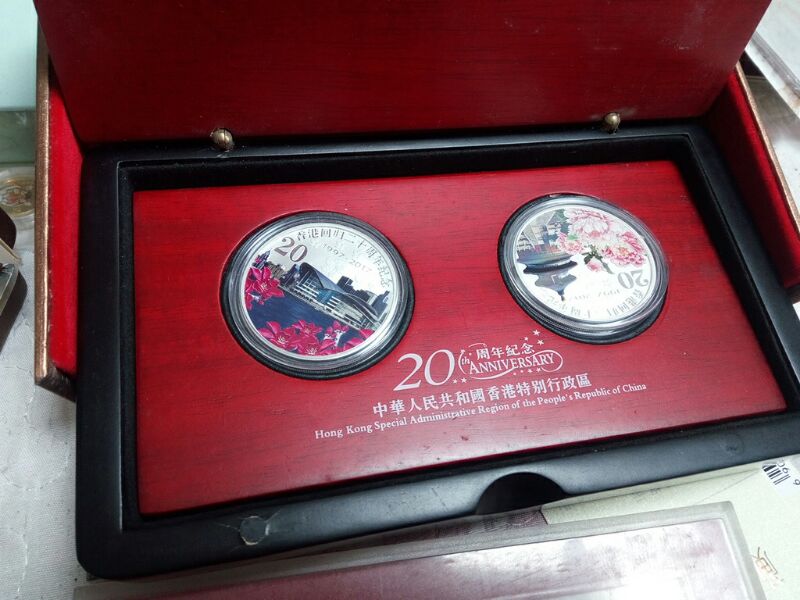 香港回歸二十周年紀念
20
1997-2017
20
20th 周年紀念
ANNIVERSARY
中華人民共和國香港特別行政區
Hong Kong Special Administrative Region of the People's Republic of China